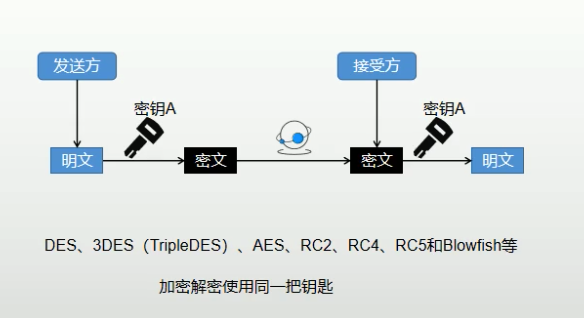 发送方
接受方
密钥A
密钥A
明文
密文
密文
明文
DES、3DES（TripleDES）、AES、RC2、RC4、RC5和Blowfish等
加密解密使用同一把钥匙